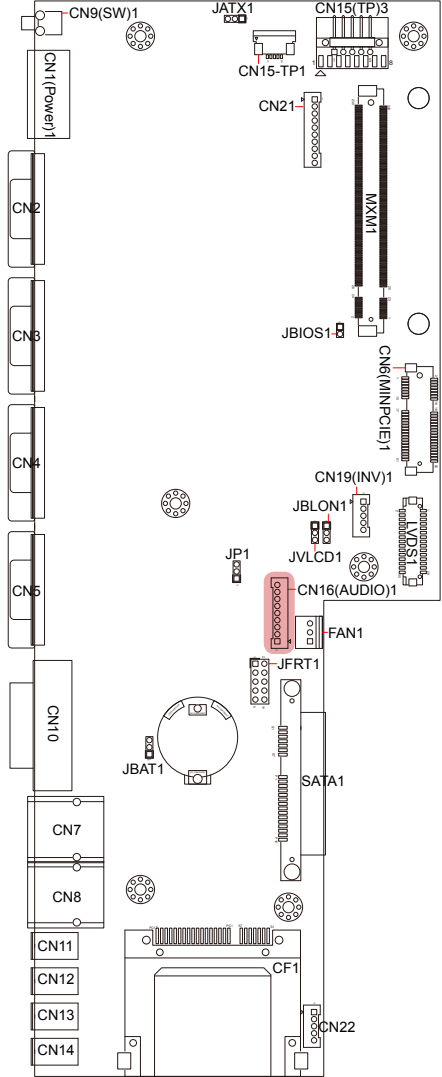 JATX1
CN15(TP)3
CN9(SW)1
CN15-TP1
1
8
CN1(Power)1
CN21
CN2
MXM1
CN3
JBIOS1
CN6(MINPCIE)1
CN4
CN19(INV)1
JBLON1
LVDS1
JVLCD1
JP1
CN5
CN16(AUDIO)1
FAN1
JFRT1
CN10
JBAT1
SATA1
CN7
CN8
CN11
CF1
CN12
CN13
CN22
CN14